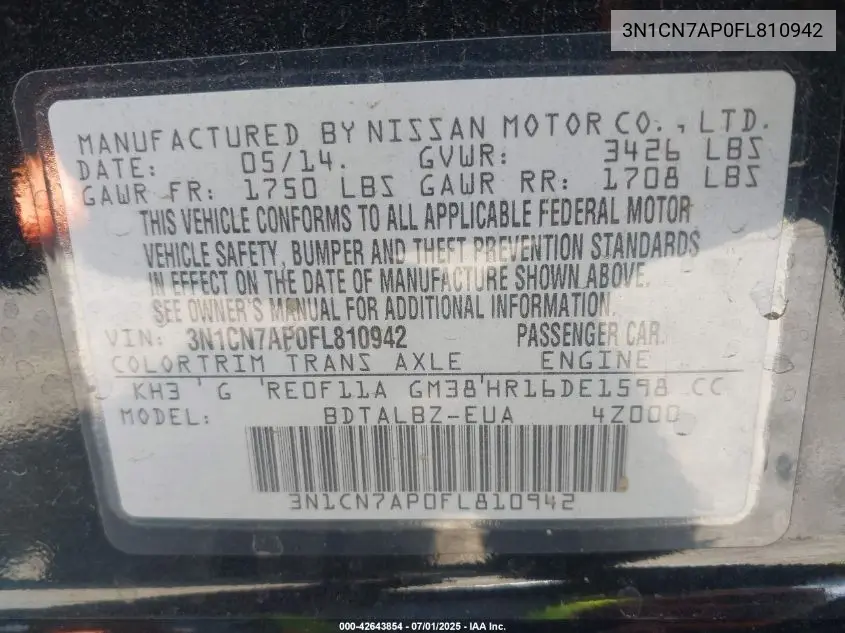 3N1CN7AP0FL810942
MANUFACTURED BY NISSAN MOTOR CO., LTD.
DATE: 05/14. GVWR: 3426 LBS
GAWR FR: 1750 LBS GAWR RR: 1708 LBS
THIS VEHICLE CONFORMS TO ALL APPLICABLE FEDERAL MOTOR
VEHICLE SAFETY, BUMPER AND THEFT PREVENTION STANDARDS
IN EFFECT ON THE DATE OF MANUFACTURE SHOWN ABOVE.
SEE OWNER'S MANUAL FOR ADDITIONAL INFORMATION.
VIN: 3N1CN7AP0FL810942 PASSENGER CAR
COLORTRIM TRANS AXLE ENGINE
KH3 ' G 'RE0F11A GM38'HR16DE1598 CC
MODEL: BDTALBZ-EUA 4Z000
3N1CN7AP0FL810942
000-42643854 - 07/01/2025 - IAA Inc.